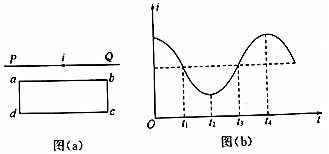 P i Q
a b
d c
图(a)
i
O t₁ t₂ t₃ t₄ t
图(b)